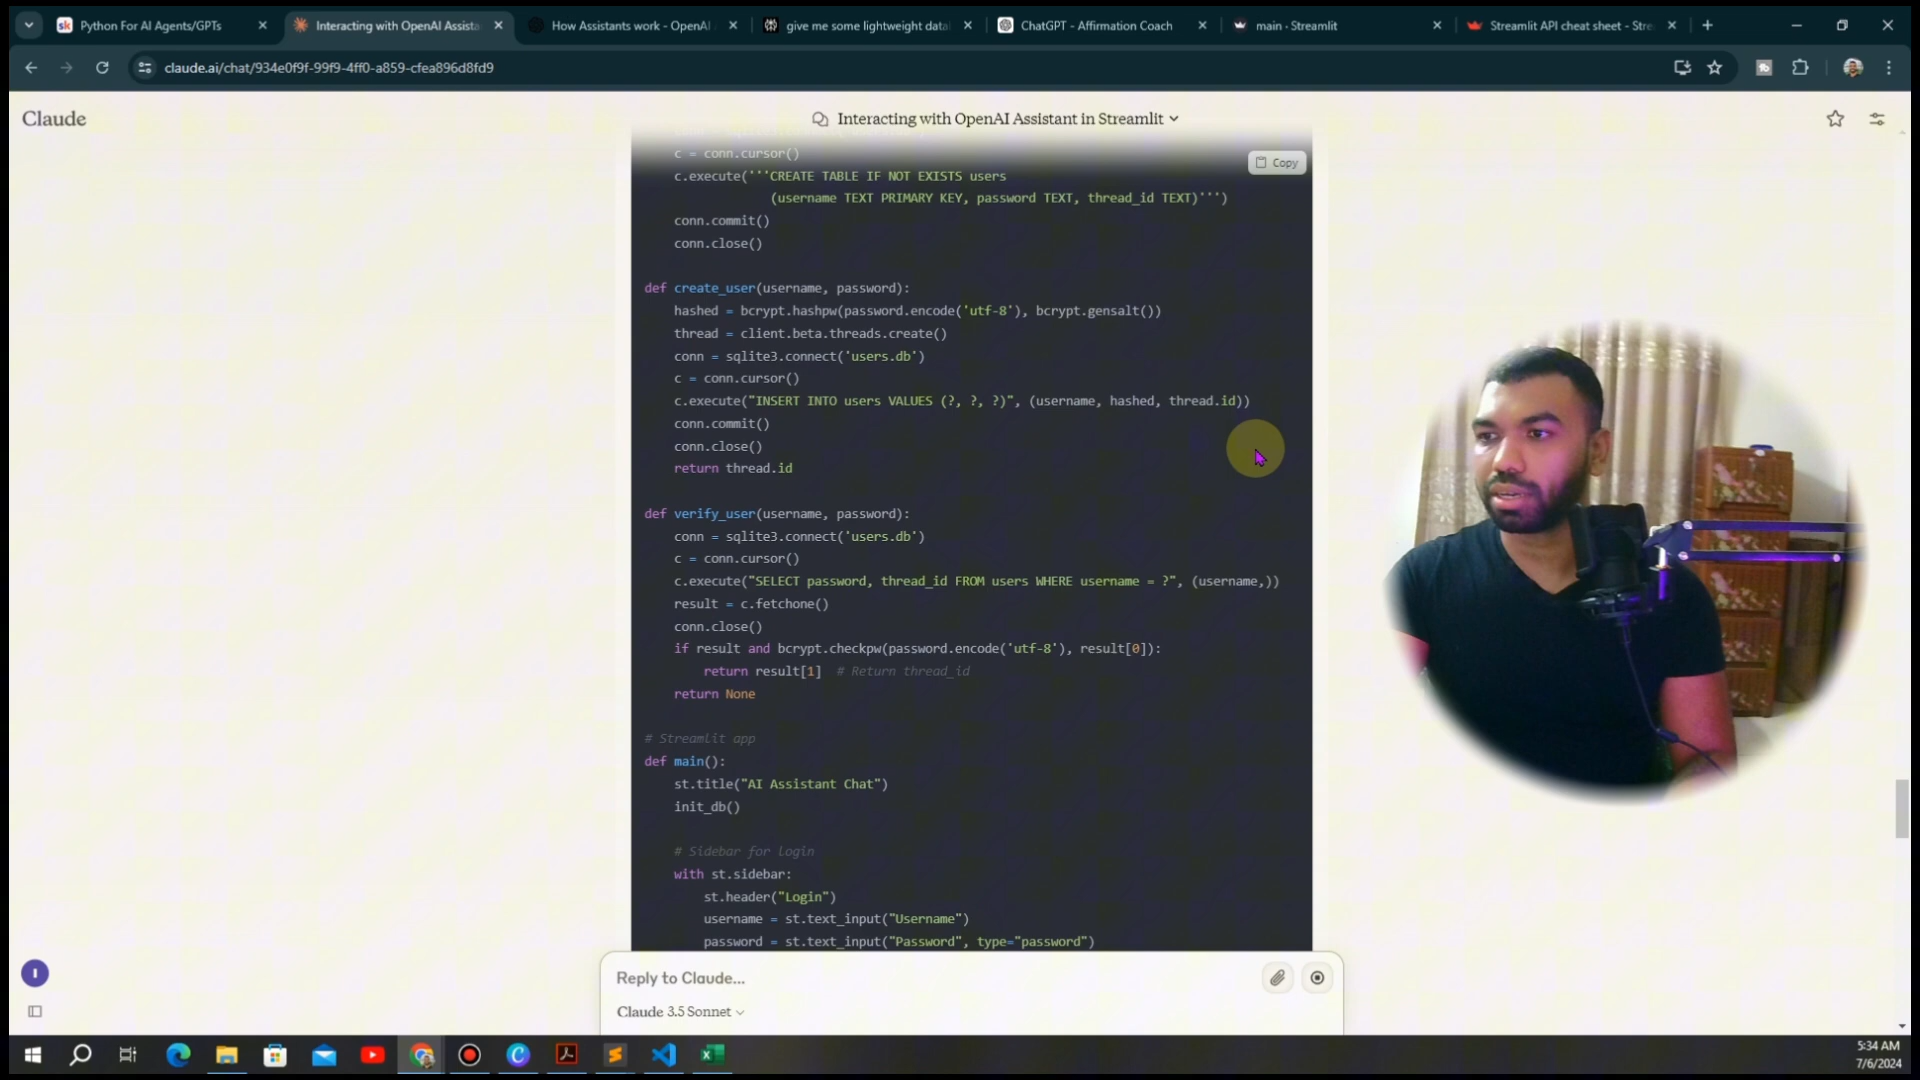 Python For AI Agents/GPTs
Interacting with OpenAI Assista
How Assistants work - OpenAI
give me some lightweight data
ChatGPT - Affirmation Coach
main · Streamlit
Streamlit API cheat sheet - Stre
claude.ai/chat/934e0f9f-99f9-4ff0-a859-cfea896d8fd9
Claude
Interacting with OpenAI Assistant in Streamlit
Copy
c = conn.cursor()
c.execute('''CREATE TABLE IF NOT EXISTS users
(username TEXT PRIMARY KEY, password TEXT, thread_id TEXT)''')
conn.commit()
conn.close()
def create_user(username, password):
hashed = bcrypt.hashpw(password.encode('utf-8'), bcrypt.gensalt())
thread = client.beta.threads.create()
conn = sqlite3.connect('users.db')
c = conn.cursor()
c.execute("INSERT INTO users VALUES (?, ?, ?)", (username, hashed, thread.id))
conn.commit()
conn.close()
return thread.id
def verify_user(username, password):
conn = sqlite3.connect('users.db')
c = conn.cursor()
c.execute("SELECT password, thread_id FROM users WHERE username = ?", (username,))
result = c.fetchone()
conn.close()
if result and bcrypt.checkpw(password.encode('utf-8'), result[0]):
return result[1]  # Return thread_id
return None
# Streamlit app
def main():
st.title("AI Assistant Chat")
init_db()
# Sidebar for login
with st.sidebar:
st.header("Login")
username = st.text_input("Username")
password = st.text_input("Password", type="password")
Reply to Claude...
Claude 3.5 Sonnet
I
5:34 AM
7/6/2024